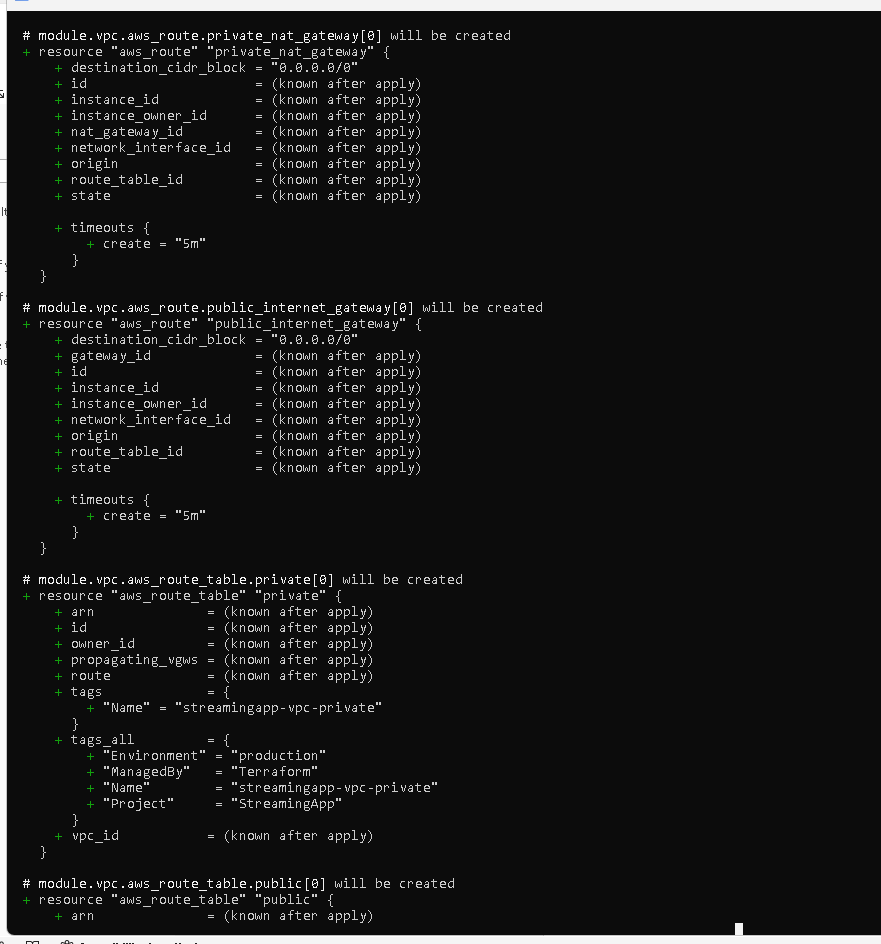 # module.vpc.aws_route.private_nat_gateway[0] will be created
+ resource "aws_route" "private_nat_gateway" {
+ destination_cidr_block = "0.0.0.0/0"
+ id = (known after apply)
+ instance_id = (known after apply)
+ instance_owner_id = (known after apply)
+ nat_gateway_id = (known after apply)
+ network_interface_id = (known after apply)
+ origin = (known after apply)
+ route_table_id = (known after apply)
+ state = (known after apply)
+ timeouts {
+ create = "5m"
}
}
# module.vpc.aws_route.public_internet_gateway[0] will be created
+ resource "aws_route" "public_internet_gateway" {
+ destination_cidr_block = "0.0.0.0/0"
+ gateway_id = (known after apply)
+ id = (known after apply)
+ instance_id = (known after apply)
+ instance_owner_id = (known after apply)
+ network_interface_id = (known after apply)
+ origin = (known after apply)
+ route_table_id = (known after apply)
+ state = (known after apply)
+ timeouts {
+ create = "5m"
}
}
# module.vpc.aws_route_table.private[0] will be created
+ resource "aws_route_table" "private" {
+ arn = (known after apply)
+ id = (known after apply)
+ owner_id = (known after apply)
+ propagating_vgws = (known after apply)
+ route = (known after apply)
+ tags = {
+ "Name" = "streamingapp-vpc-private"
}
+ tags_all = {
+ "Environment" = "production"
+ "ManagedBy" = "Terraform"
+ "Name" = "streamingapp-vpc-private"
+ "Project" = "StreamingApp"
}
+ vpc_id = (known after apply)
}
# module.vpc.aws_route_table.public[0] will be created
+ resource "aws_route_table" "public" {
+ arn = (known after apply)